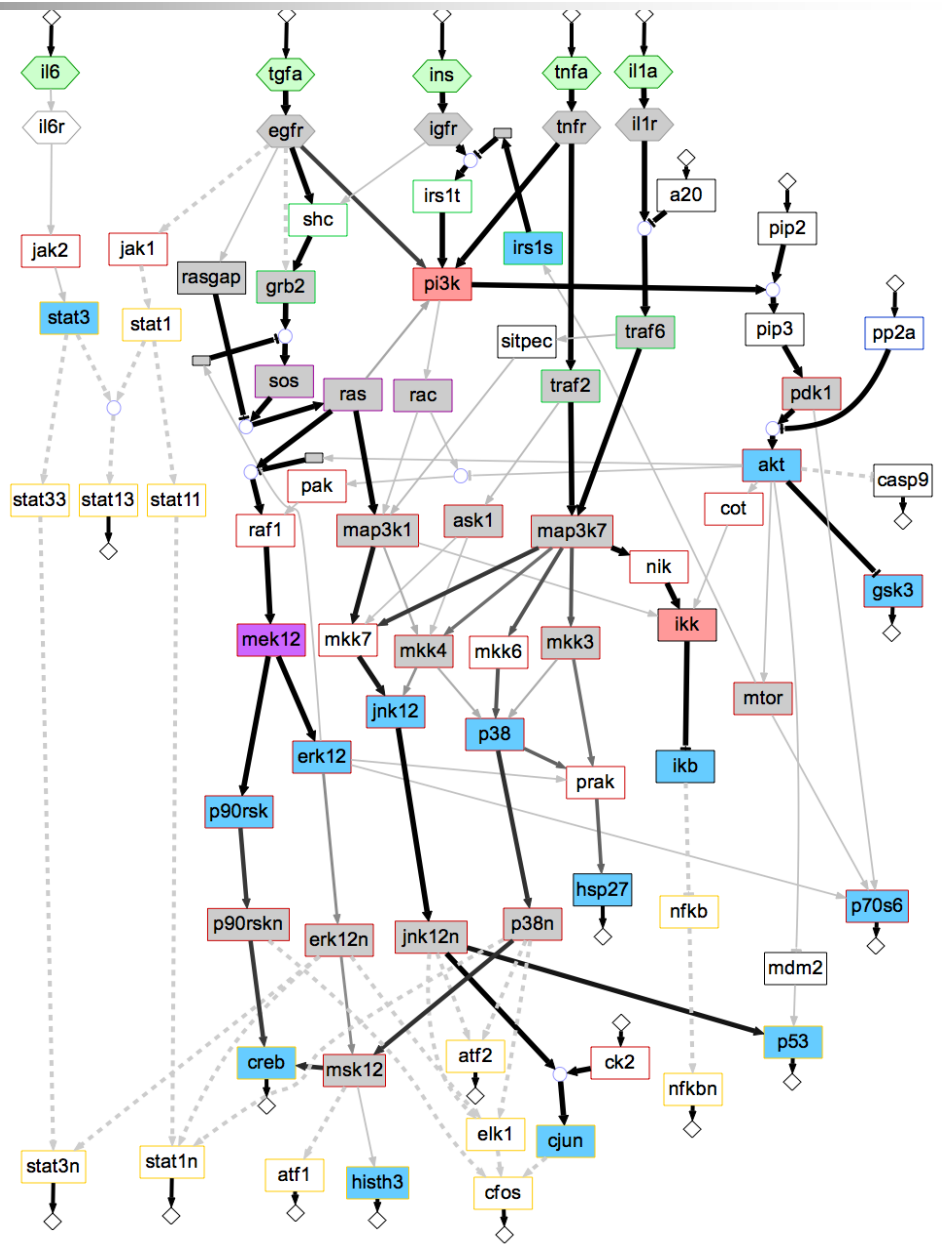 il6
tgfa
ins
tnfa
il1a
il6r
egfr
igfr
tnfr
il1r
irs1t
a20
shc
pip2
jak2
jak1
irs1s
rasgap
grb2
pi3k
stat3
stat1
sitpec
traf6
pip3
pp2a
sos
ras
rac
traf2
pdk1
akt
casp9
stat33
stat13
stat11
pak
cot
raf1
map3k1
ask1
map3k7
nik
gsk3
mek12
mkk7
mkk4
mkk6
mkk3
ikk
jnk12
mtor
p38
erk12
ikb
prak
p90rsk
hsp27
p70s6
nfkb
p90rskn
erk12n
jnk12n
p38n
mdm2
creb
msk12
atf2
ck2
p53
nfkbn
elk1
cjun
stat3n
stat1n
atf1
histh3
cfos